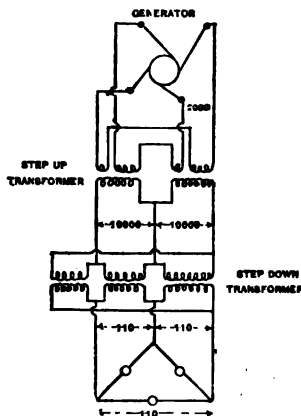 GENERATOR
2000
STEP UP
TRANSFORMER
10000 10000
STEP DOWN
TRANSFORMER
110 110
110